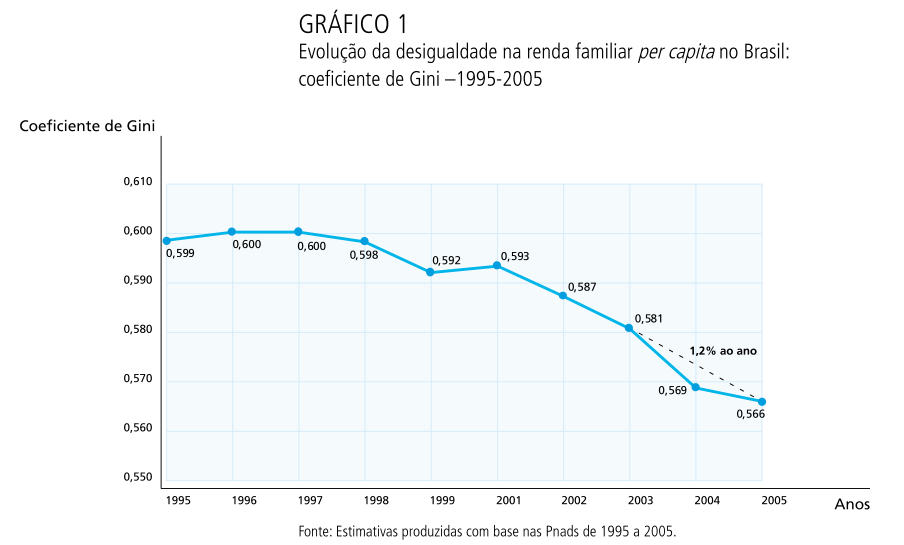 GRÁFICO 1
Evolução da desigualdade na renda familiar per capita no Brasil:
coeficiente de Gini –1995-2005
Coeficiente de Gini
0,610
0,600
0,590
0,580
0,570
0,560
0,550
0,599
0,600
0,600
0,598
0,592
0,593
0,587
0,581
1,2% ao ano
0,569
0,566
1995 1996 1997 1998 1999 2001 2002 2003 2004 2005
Anos
Fonte: Estimativas produzidas com base nas Pnads de 1995 a 2005.